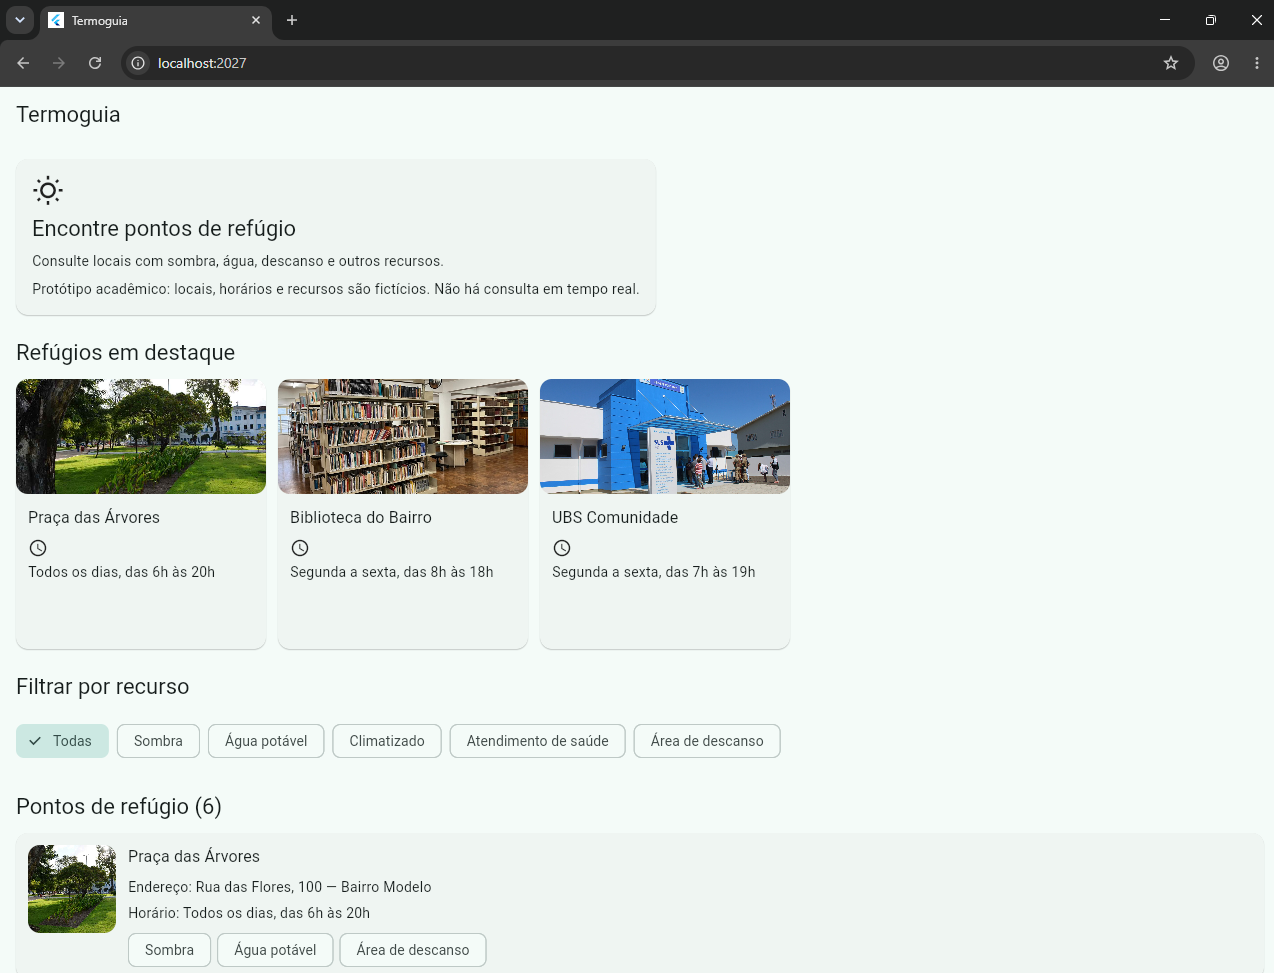 Termoguia
localhost:2027
Termoguia
Encontre pontos de refúgio
Consulte locais com sombra, água, descanso e outros recursos.
Protótipo acadêmico: locais, horários e recursos são fictícios. Não há consulta em tempo real.
Refúgios em destaque
Praça das Árvores
Todos os dias, das 6h às 20h
Biblioteca do Bairro
Segunda a sexta, das 8h às 18h
UBS Comunidade
Segunda a sexta, das 7h às 19h
Filtrar por recurso
Todas Sombra Água potável Climatizado Atendimento de saúde Área de descanso
Pontos de refúgio (6)
Praça das Árvores
Endereço: Rua das Flores, 100 — Bairro Modelo
Horário: Todos os dias, das 6h às 20h
Sombra Água potável Área de descanso